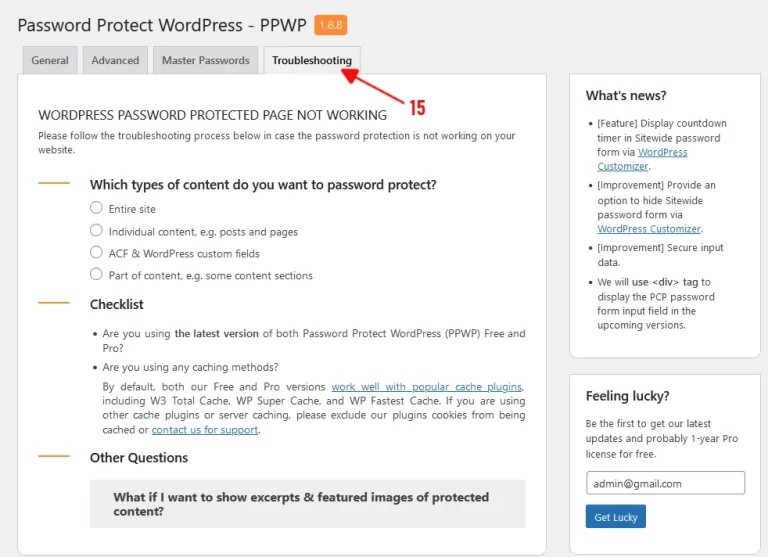 Password Protect WordPress - PPWP 1.8.8
General Advanced Master Passwords Troubleshooting
15
WORDPRESS PASSWORD PROTECTED PAGE NOT WORKING
Please follow the troubleshooting process below in case the password protection is not working on your
website.
Which types of content do you want to password protect?
Entire site
Individual content, e.g. posts and pages
ACF & WordPress custom fields
Part of content, e.g. some content sections
Checklist
• Are you using the latest version of both Password Protect WordPress (PPWP) Free and
Pro?
• Are you using any caching methods?
By default, both our Free and Pro versions work well with popular cache plugins,
including W3 Total Cache, WP Super Cache, and WP Fastest Cache. If you are using
other cache plugins or server caching, please exclude our plugins cookies from being
cached or contact us for support.
Other Questions
What if I want to show excerpts & featured images of protected
content?
What's news?
• [Feature] Display countdown
timer in Sitewide password
form via WordPress
Customizer.
• [Improvement] Provide an
option to hide Sitewide
password form via
WordPress Customizer.
• [Improvement] Secure input
data.
• We will use <div> tag to
display the PCP password
form input field in the
upcoming versions.
Feeling lucky?
Be the first to get our latest
updates and probably 1-year Pro
license for free.
admin@gmail.com
Get Lucky